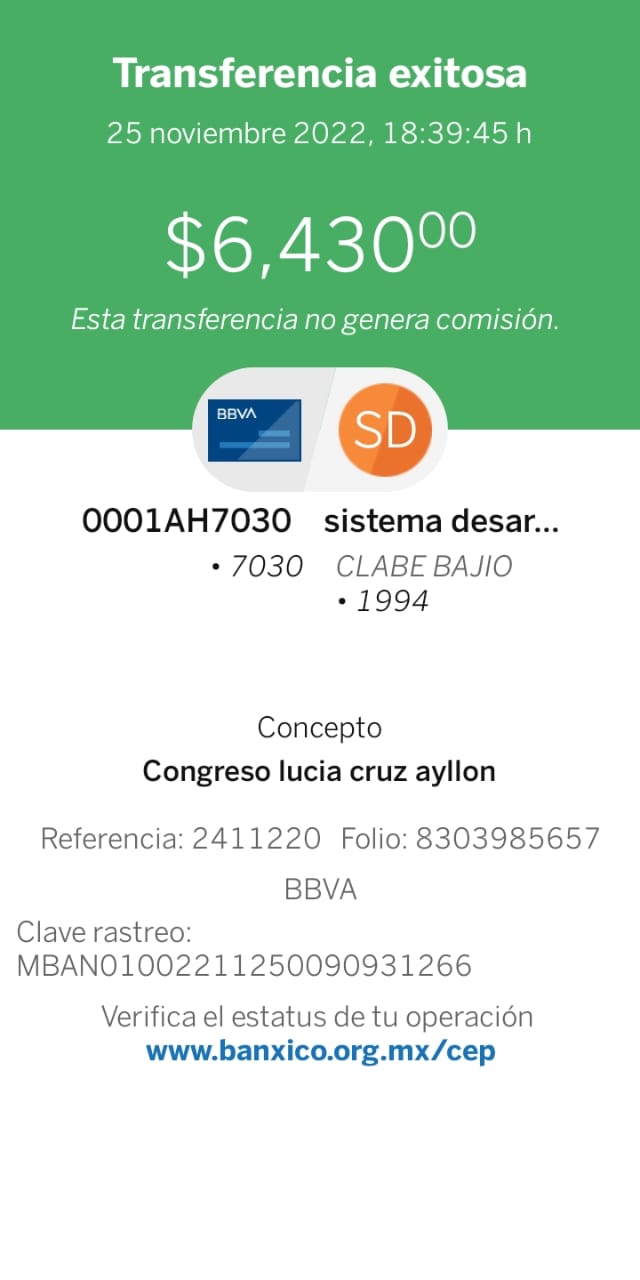 Transferencia exitosa
25 noviembre 2022, 18:39:45 h
$6,430⁰⁰
Esta transferencia no genera comisión.
BBVA SD
0001AH7030 sistema desar...
• 7030 CLABE BAJIO
• 1994
Concepto
Congreso lucia cruz ayllon
Referencia: 2411220 Folio: 8303985657
BBVA
Clave rastreo:
MBAN01002211250090931266
Verifica el estatus de tu operación
www.banxico.org.mx/cep